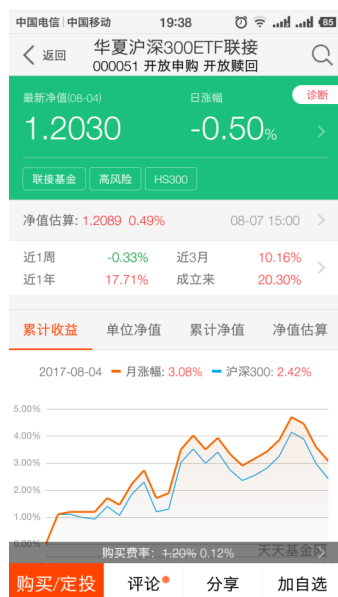 中国电信 | 中国移动 19:38 85
返回 华夏沪深300ETF联接
000051 开放申购 开放赎回
最新净值(08-04) 日涨幅 诊断
1.2030 -0.50%
联接基金 高风险 HS300
净值估算: 1.2089 0.49% 08-07 15:00
近1周 -0.33% 近3月 10.16%
近1年 17.71% 成立来 20.30%
累计收益 单位净值 累计净值 净值估算
2017-08-04 月涨幅: 3.08% 沪深300: 2.42%
5.00%
4.00%
3.00%
2.00%
1.00%
0.00%
购买费率: 1.20% 0.12% 天天基金网
购买/定投 评论 分享 加自选